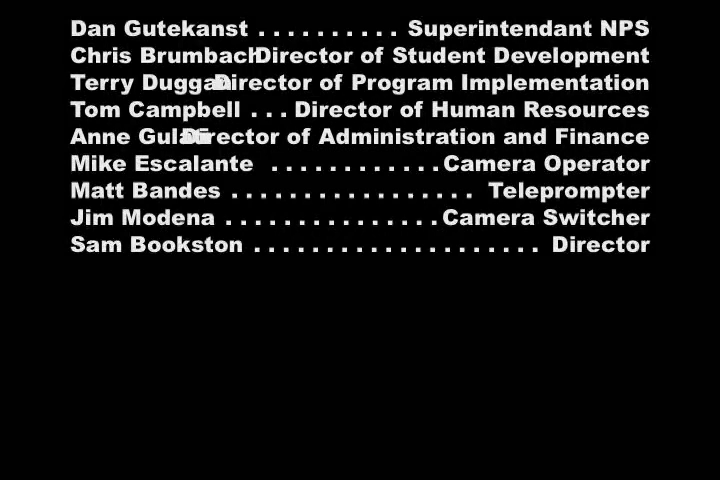 Dan Gutekanst . . . . . . . . . . Superintendant NPS
Chris Brumbach Director of Student Development
Terry Duggan Director of Program Implementation
Tom Campbell . . . Director of Human Resources
Anne Gulati Director of Administration and Finance
Mike Escalante . . . . . . . . . . . . Camera Operator
Matt Bandes . . . . . . . . . . . . . . . . . Teleprompter
Jim Modena . . . . . . . . . . . . . . . Camera Switcher
Sam Bookston . . . . . . . . . . . . . . . . . . . . Director